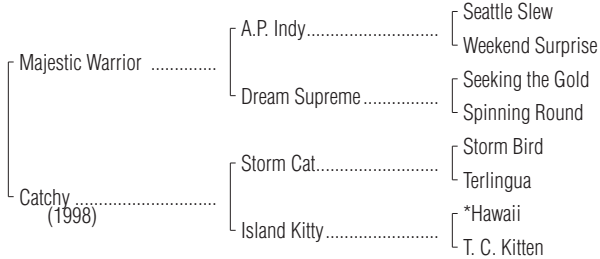 Seattle Slew
A.P. Indy........................
Weekend Surprise
Majestic Warrior ..............
Seeking the Gold
Dream Supreme..............
Spinning Round
Storm Bird
Storm Cat.......................
Terlingua
Catchy ..............................
(1998)
*Hawaii
Island Kitty.....................
T. C. Kitten